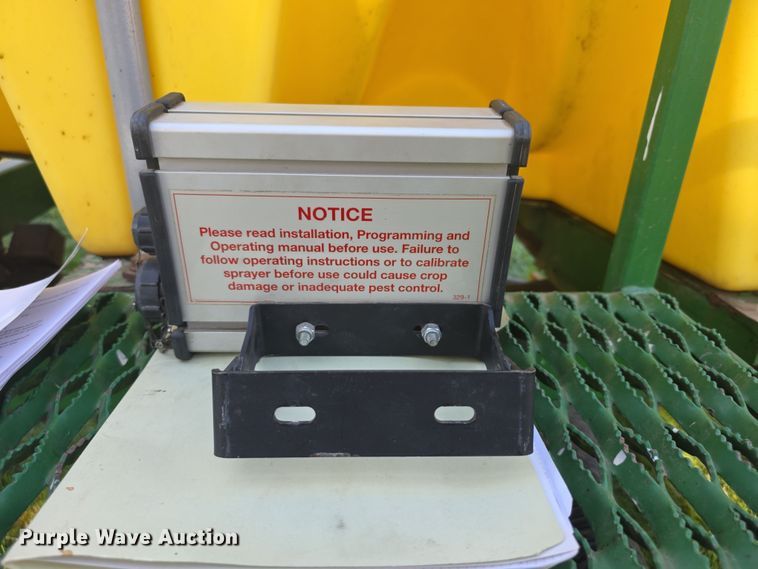 NOTICE
Please read installation, Programming and
Operating manual before use. Failure to
follow operating instructions or to calibrate
sprayer before use could cause crop
damage or inadequate pest control.
329-1
Purple Wave Auction